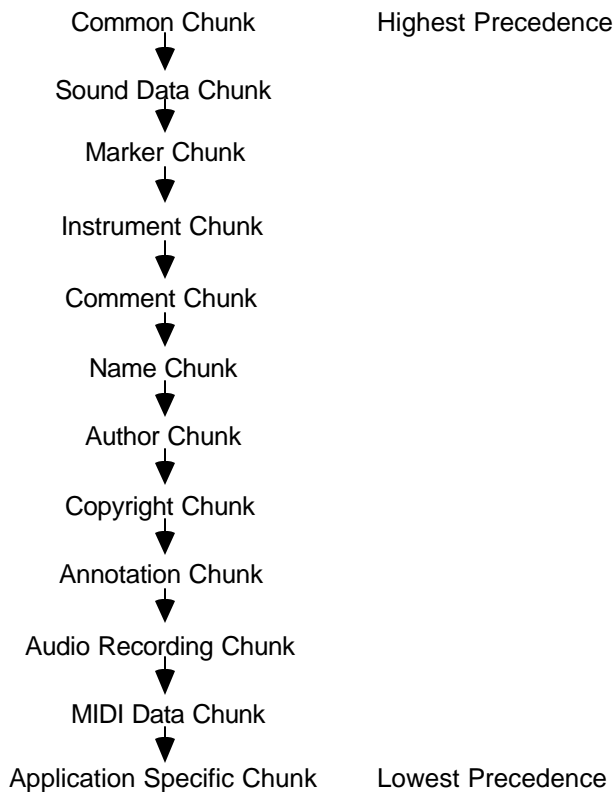 Common Chunk Highest Precedence
Sound Data Chunk
Marker Chunk
Instrument Chunk
Comment Chunk
Name Chunk
Author Chunk
Copyright Chunk
Annotation Chunk
Audio Recording Chunk
MIDI Data Chunk
Application Specific Chunk Lowest Precedence